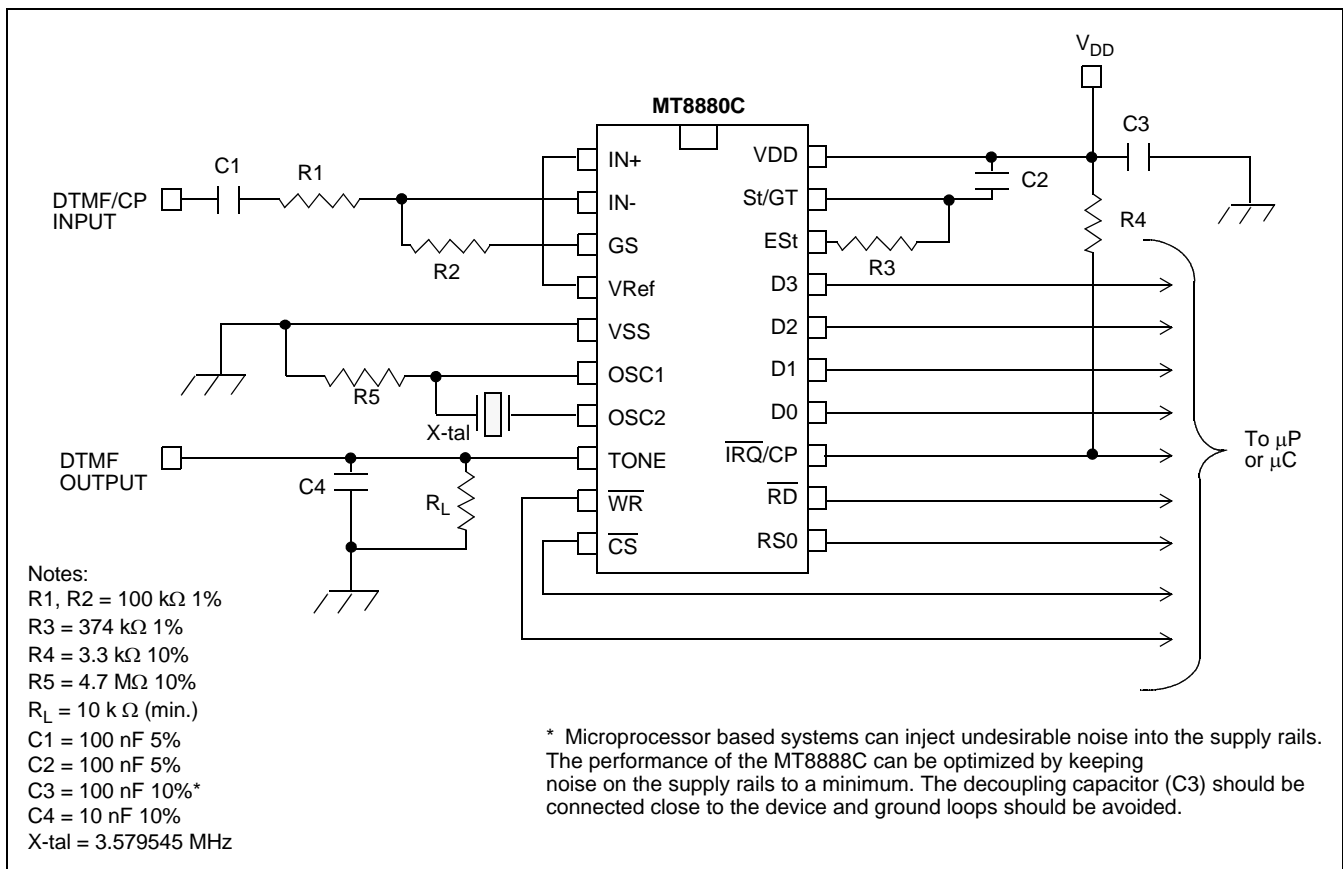 V_DD
MT8880C
C3
C1
R1
IN+
VDD
C2
DTMF/CP
INPUT
IN-
St/GT
R4
GS
ESt
R2
R3
VRef
D3
VSS
D2
OSC1
D1
R5
OSC2
D0
X-tal
To μP
or μC
DTMF
OUTPUT
TONE
IRQ/CP
C4
R_L
WR
RD
CS
RS0
Notes:
R1, R2 = 100 kΩ 1%
R3 = 374 kΩ 1%
R4 = 3.3 kΩ 10%
R5 = 4.7 MΩ 10%
R_L = 10 k Ω (min.)
C1 = 100 nF 5%
C2 = 100 nF 5%
C3 = 100 nF 10%*
C4 = 10 nF 10%
X-tal = 3.579545 MHz
* Microprocessor based systems can inject undesirable noise into the supply rails.
The performance of the MT8888C can be optimized by keeping
noise on the supply rails to a minimum. The decoupling capacitor (C3) should be
connected close to the device and ground loops should be avoided.